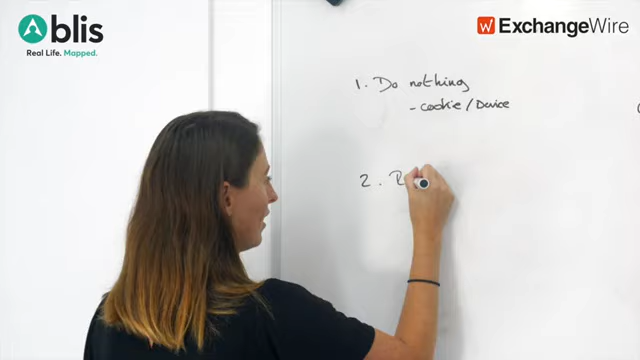 blis
Real Life. Mapped.
ExchangeWire
1. Do nothing
- cookie / Device
2. R